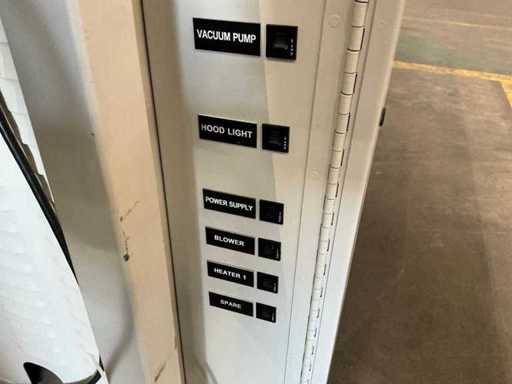 VACUUM PUMP
HOOD LIGHT
POWER SUPPLY
BLOWER
HEATER 1
SPARE